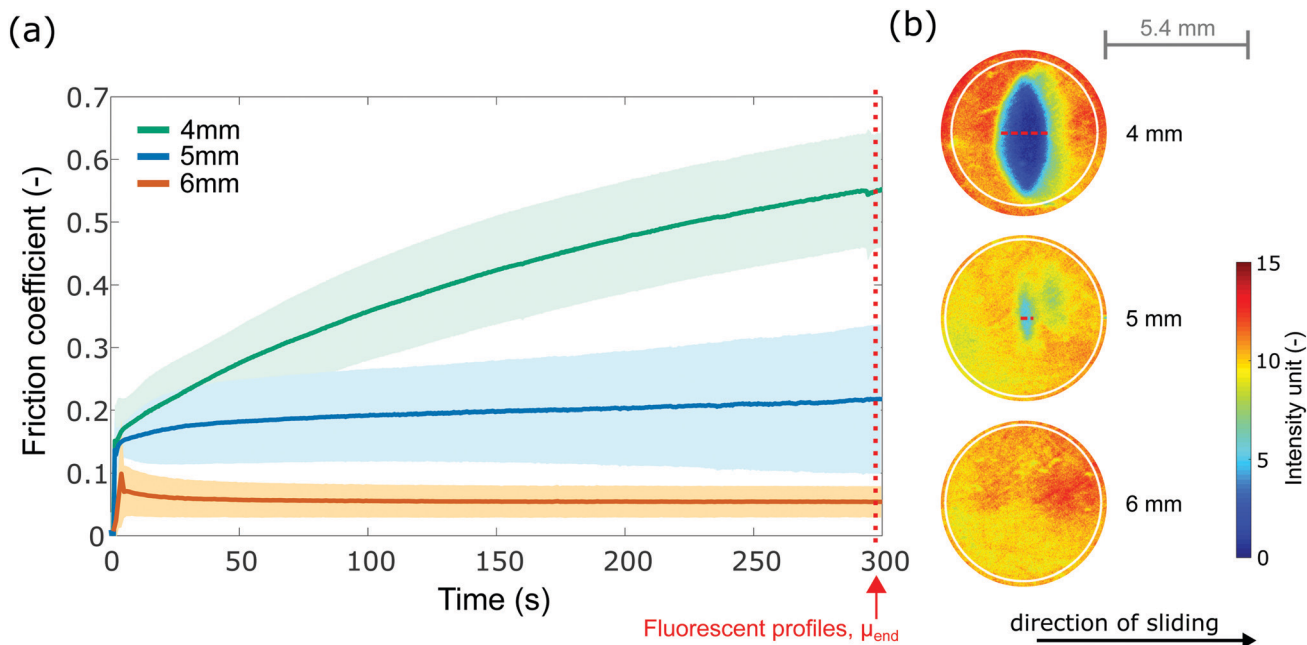 (a)
Friction coefficient (-)
0.7
0.6
0.5
0.4
0.3
0.2
0.1
0
4mm
5mm
6mm
0 50 100 150 200 250 300
Time (s)
Fluorescent profiles, μend
(b)
5.4 mm
4 mm
5 mm
6 mm
15
10
5
0
Intensity unit (-)
direction of sliding